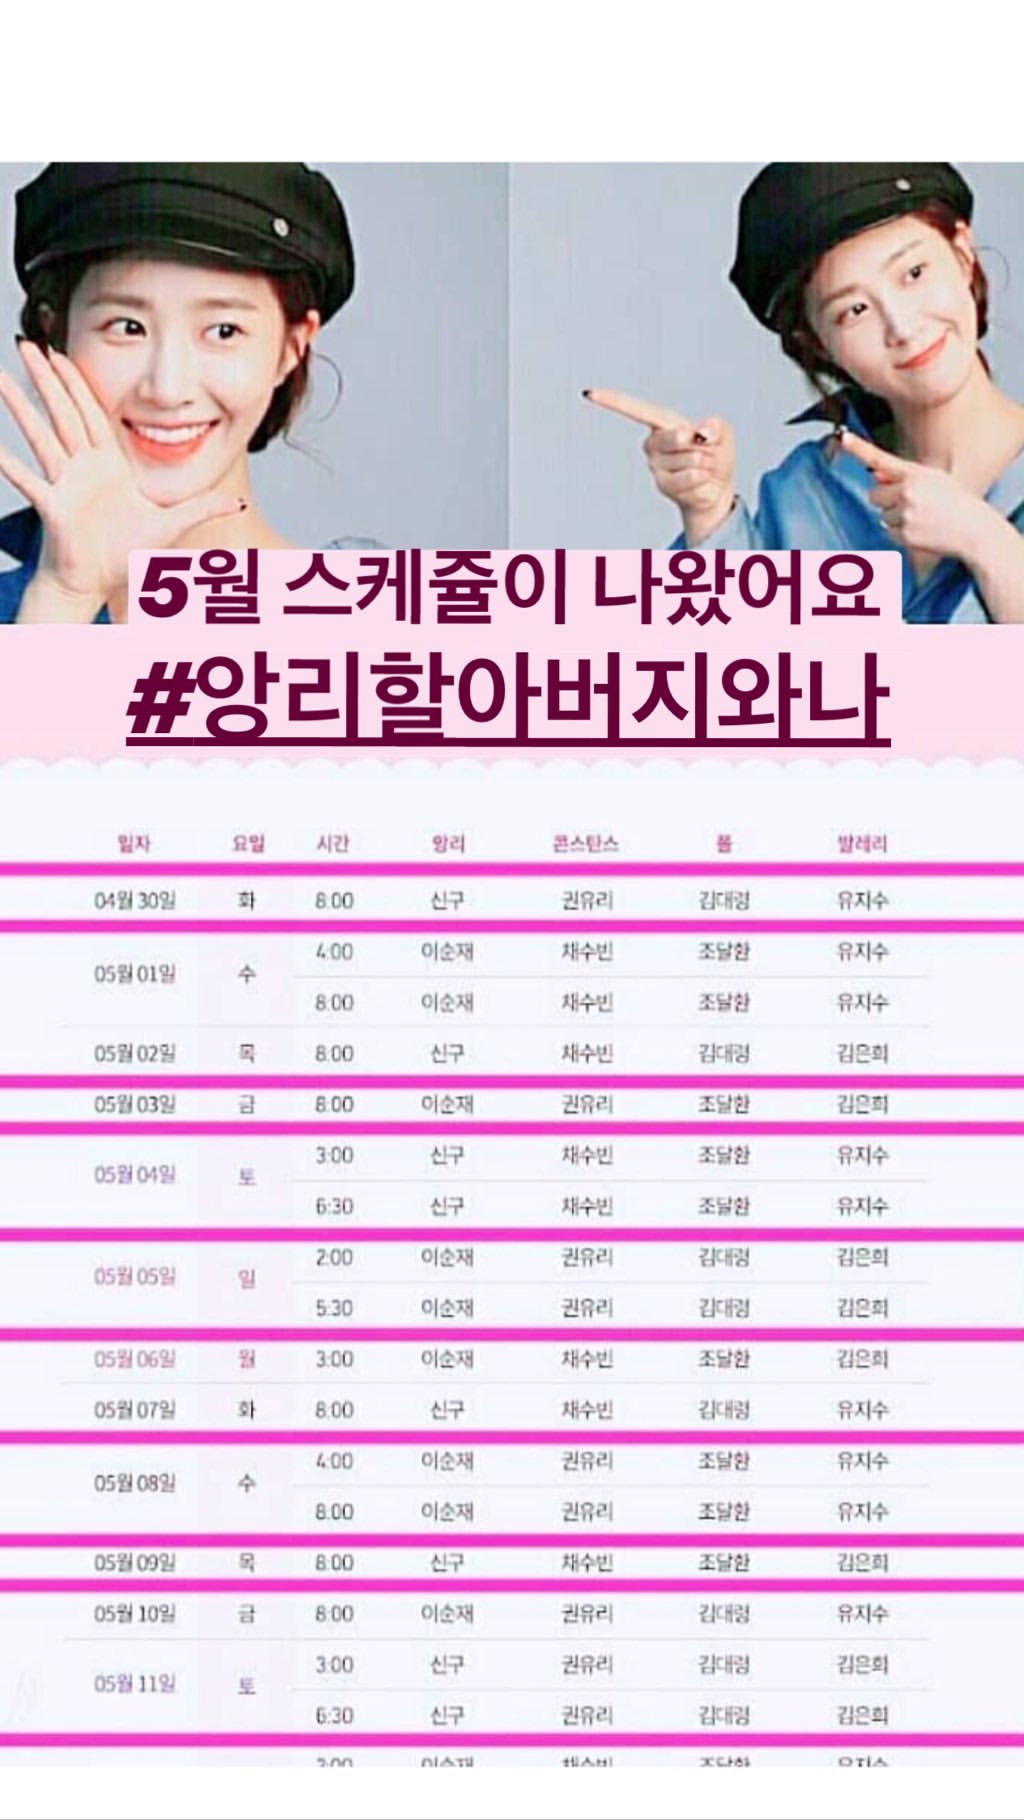 5월 스케쥴이 나왔어요
#앙리할아버지와나
일자 요일 시간 앙리 콘스탄스 폴 발레리
04월 30일 화 8:00 신구 권유리 김대령 유지수
05월 01일 수 4:00 이순재 채수빈 조달환 유지수
8:00 이순재 채수빈 조달환 유지수
05월 02일 목 8:00 신구 채수빈 김대령 김은희
05월 03일 금 8:00 이순재 권유리 조달환 김은희
05월 04일 토 3:00 신구 채수빈 조달환 유지수
6:30 신구 채수빈 조달환 유지수
05월 05일 일 2:00 이순재 권유리 김대령 김은희
5:30 이순재 권유리 김대령 김은희
05월 06일 월 3:00 이순재 채수빈 조달환 김은희
05월 07일 화 8:00 신구 채수빈 김대령 유지수
05월 08일 수 4:00 이순재 권유리 조달환 유지수
8:00 이순재 권유리 조달환 유지수
05월 09일 목 8:00 신구 채수빈 조달환 김은희
05월 10일 금 8:00 이순재 권유리 김대령 유지수
05월 11일 토 3:00 신구 권유리 김대령 김은희
6:30 신구 권유리 김대령 김은희